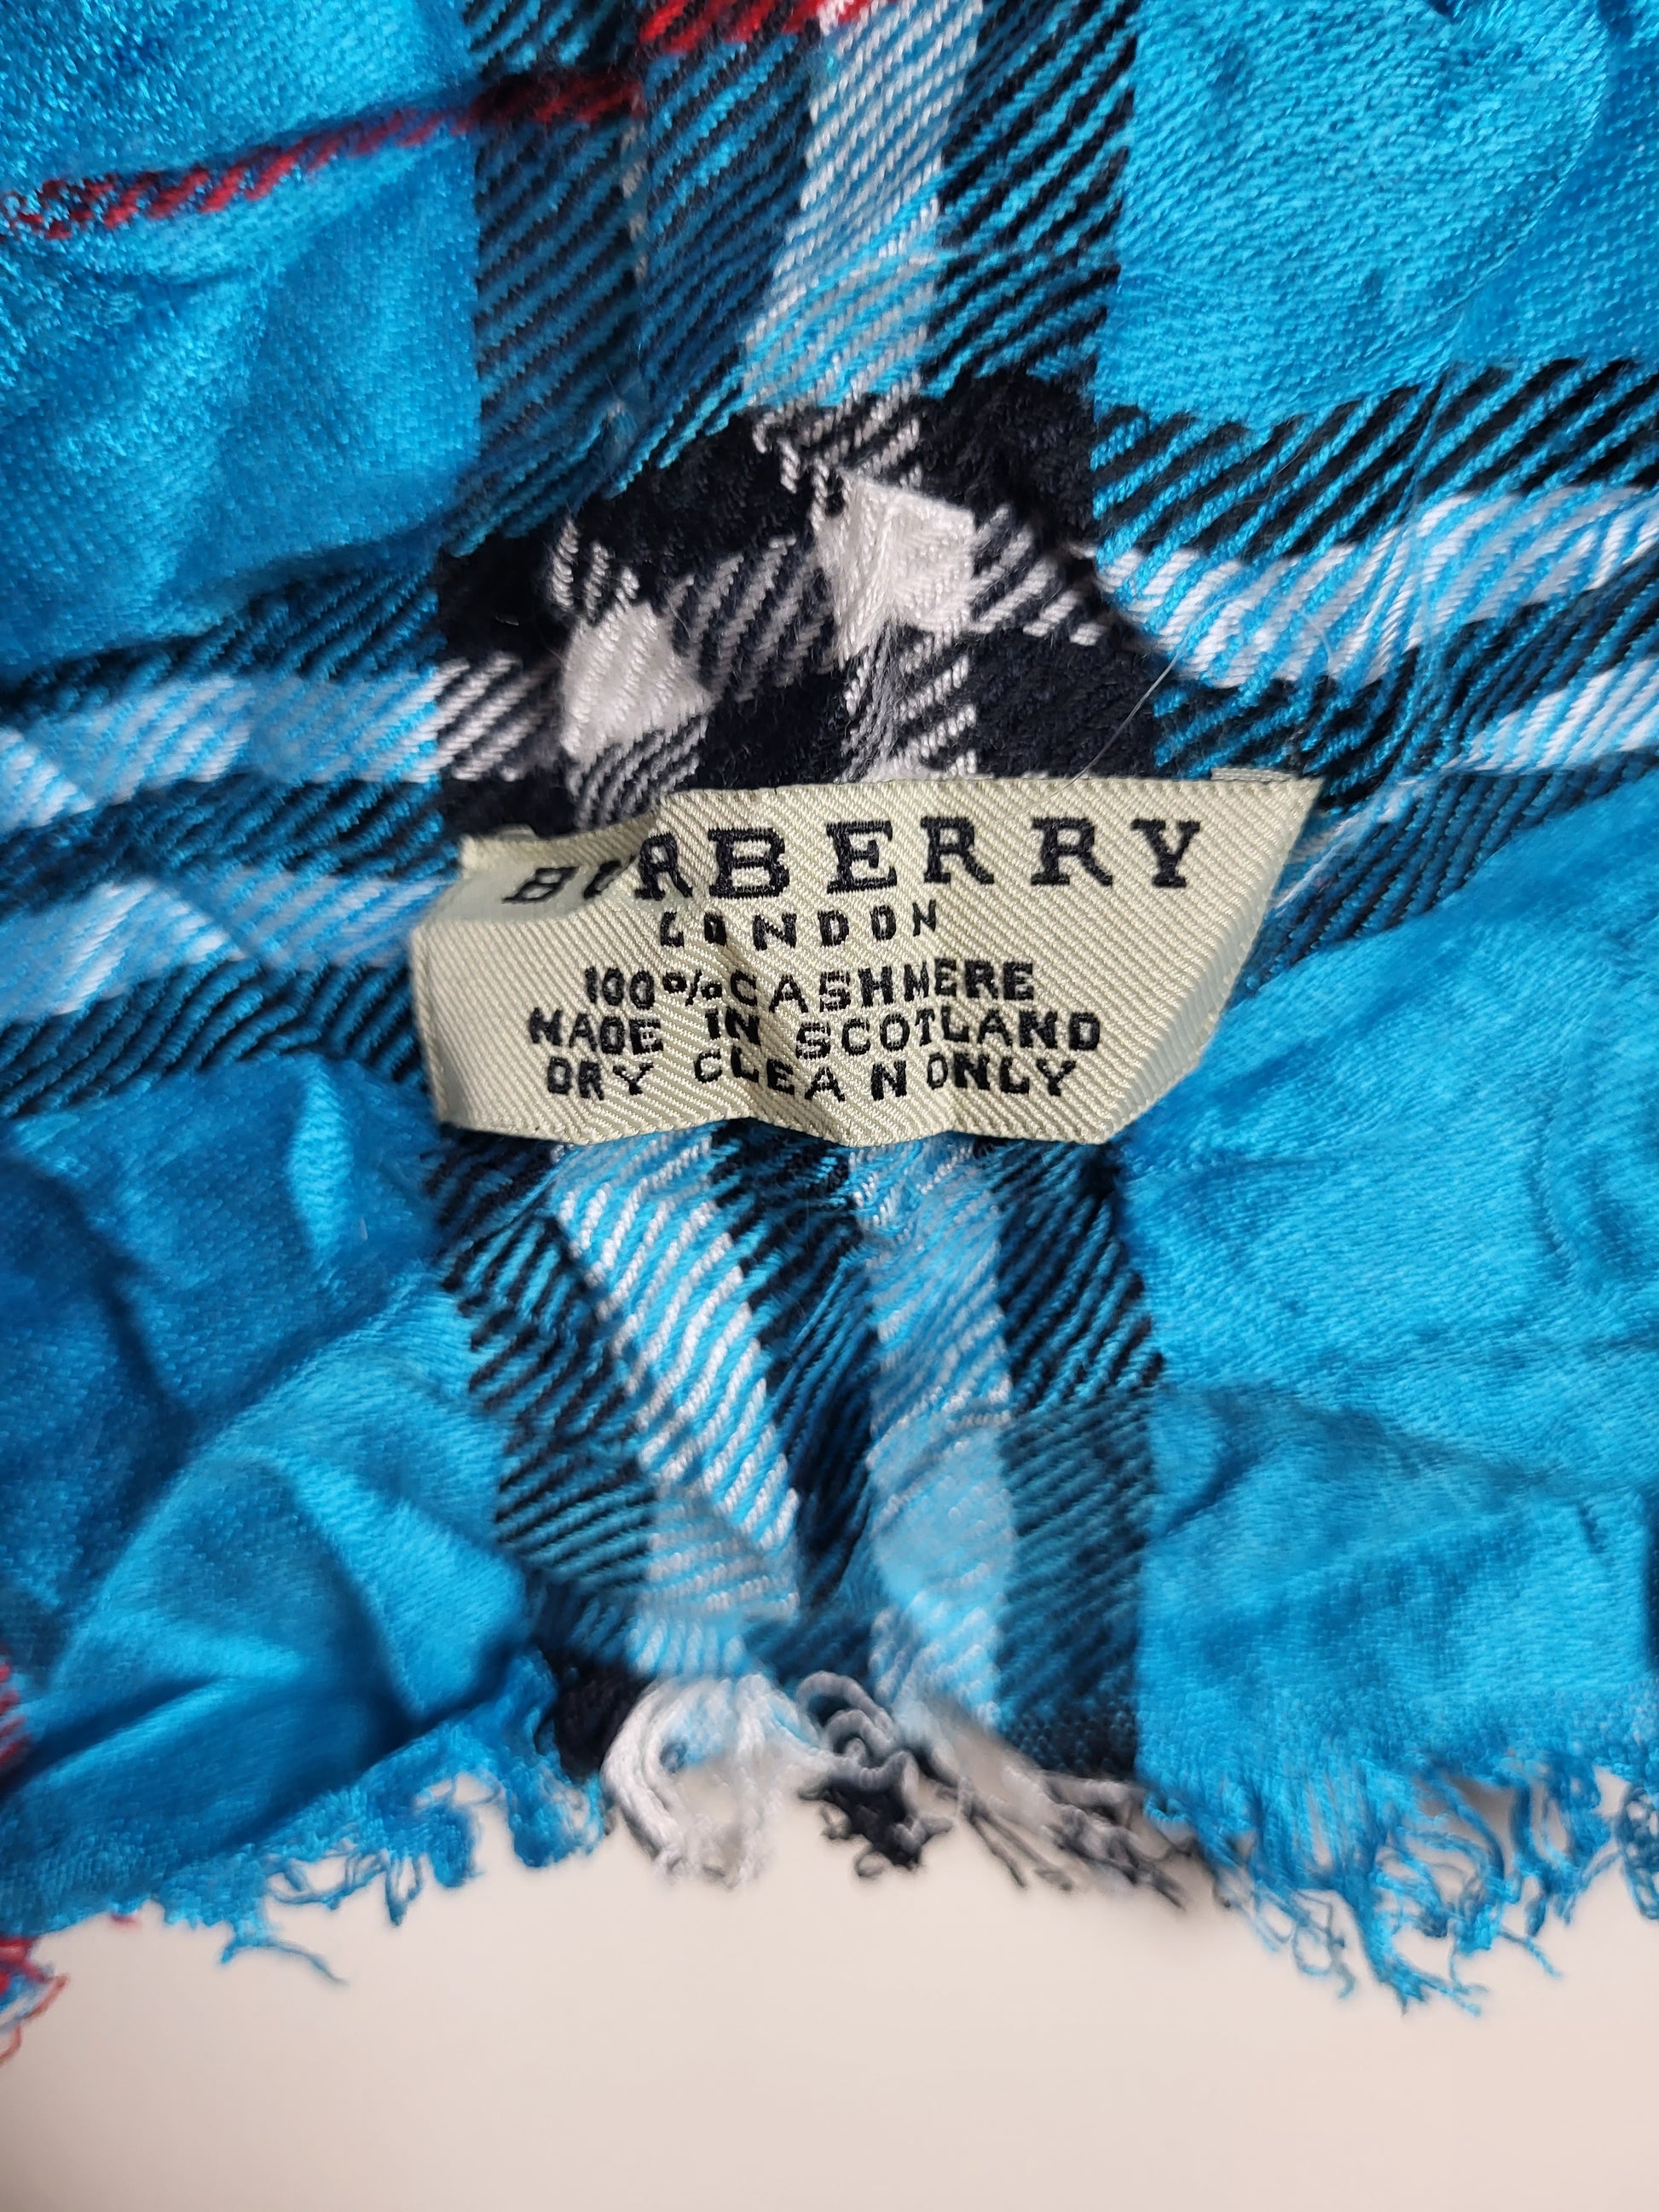 BURBERRY
LONDON
100% CASHMERE
MADE IN SCOTLAND
DRY CLEAN ONLY